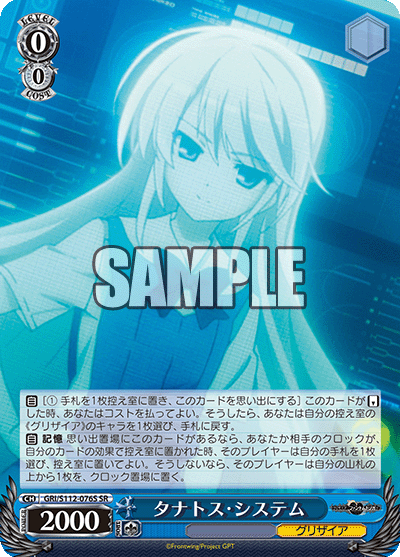 LEVEL
0
0
COST
SAMPLE
自 [① 手札を1枚控え室に置き、このカードを思い出にする] このカードが
した時、あなたはコストを払ってよい。そうしたら、あなたは自分の控え室の
《グリザイア》のキャラを1枚選び、手札に戻す。
自 記憶 思い出置場にこのカードがあるなら、あなたか相手のクロックが、
自分のカードの効果で控え室に置かれた時、そのプレイヤーは自分の手札を1枚
選び、控え室に置いてよい。そうしないなら、そのプレイヤーは自分の山札の
上から1枚を、クロック置場に置く。
CH GRI/S112-076S SR
タナトス・システム
2000
グリザイア
©Frontwing/Project GPT